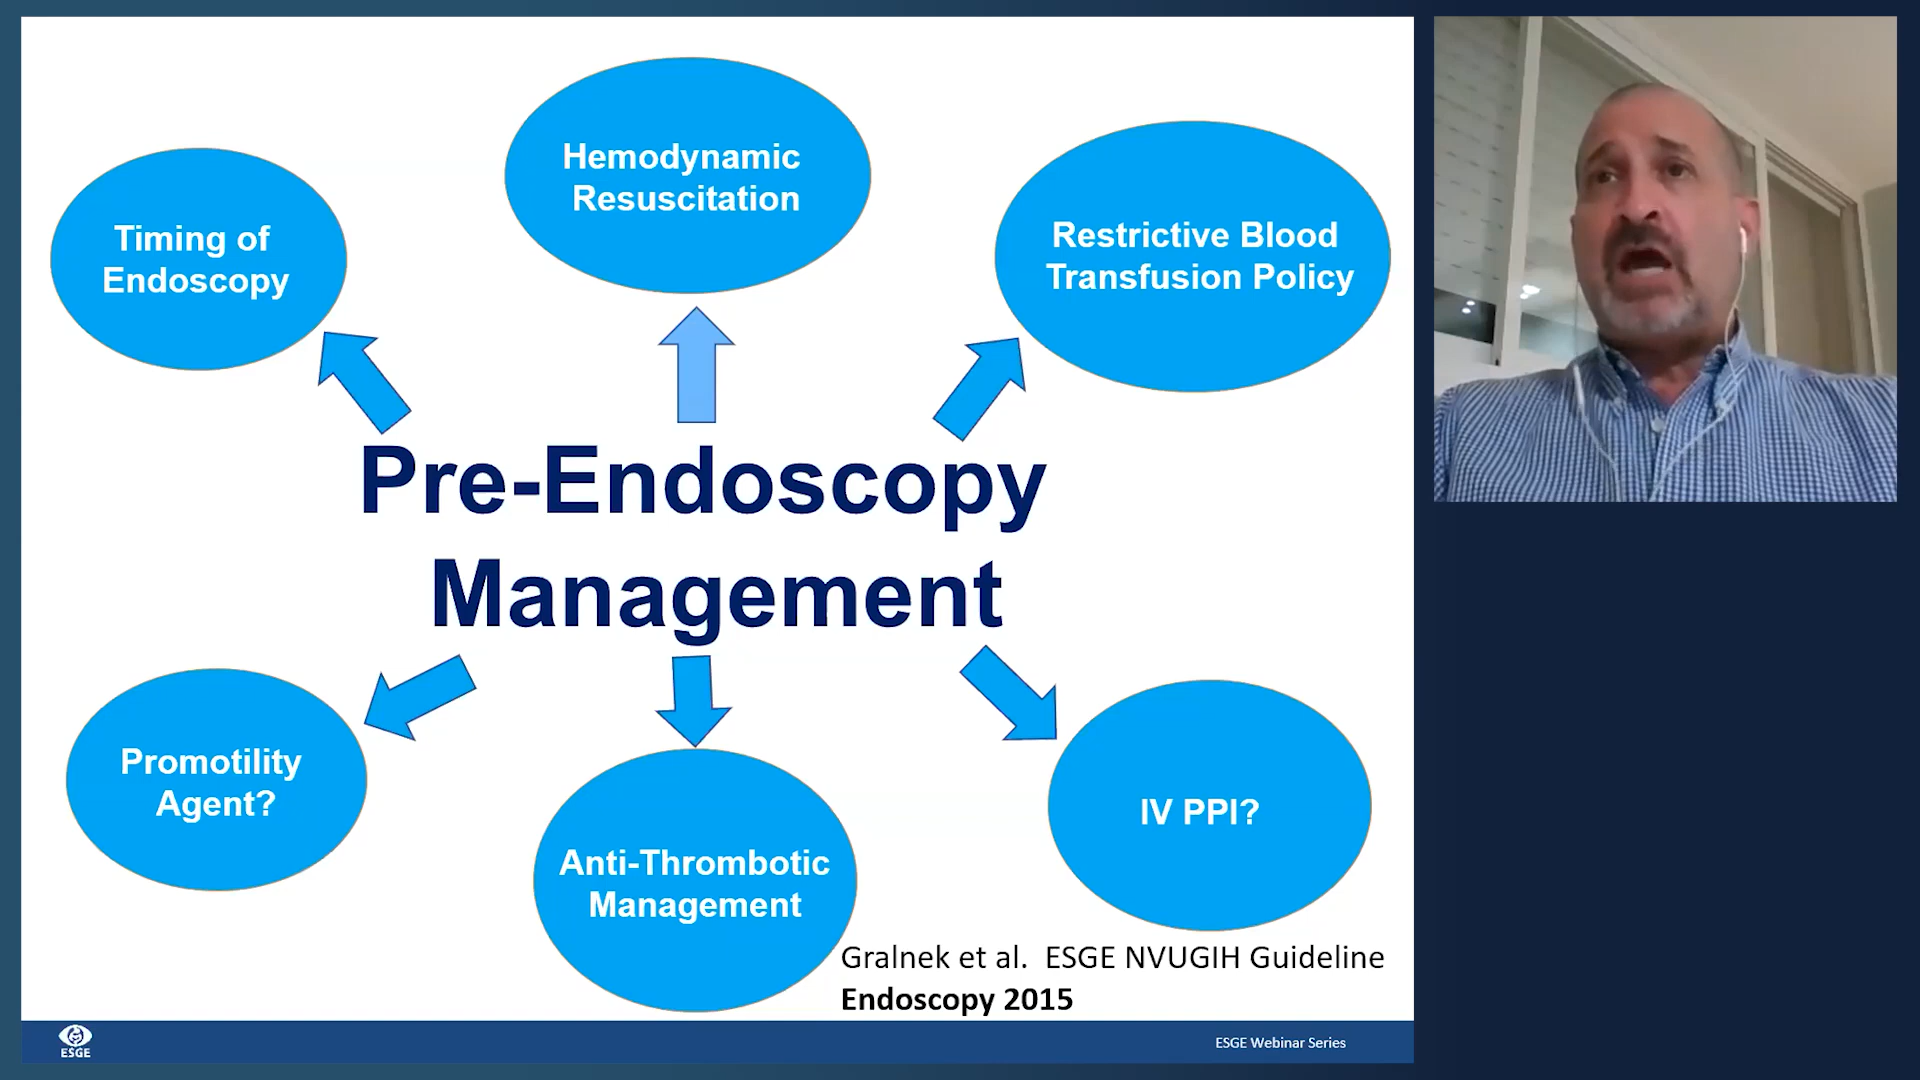 Hemodynamic
Resuscitation
Timing of
Endoscopy
Restrictive Blood
Transfusion Policy
Pre-Endoscopy
Management
Promotility
Agent?
Anti-Thrombotic
Management
IV PPI?
Gralnek et al.  ESGE NVUGIH Guideline
Endoscopy 2015
ESGE
ESGE Webinar Series